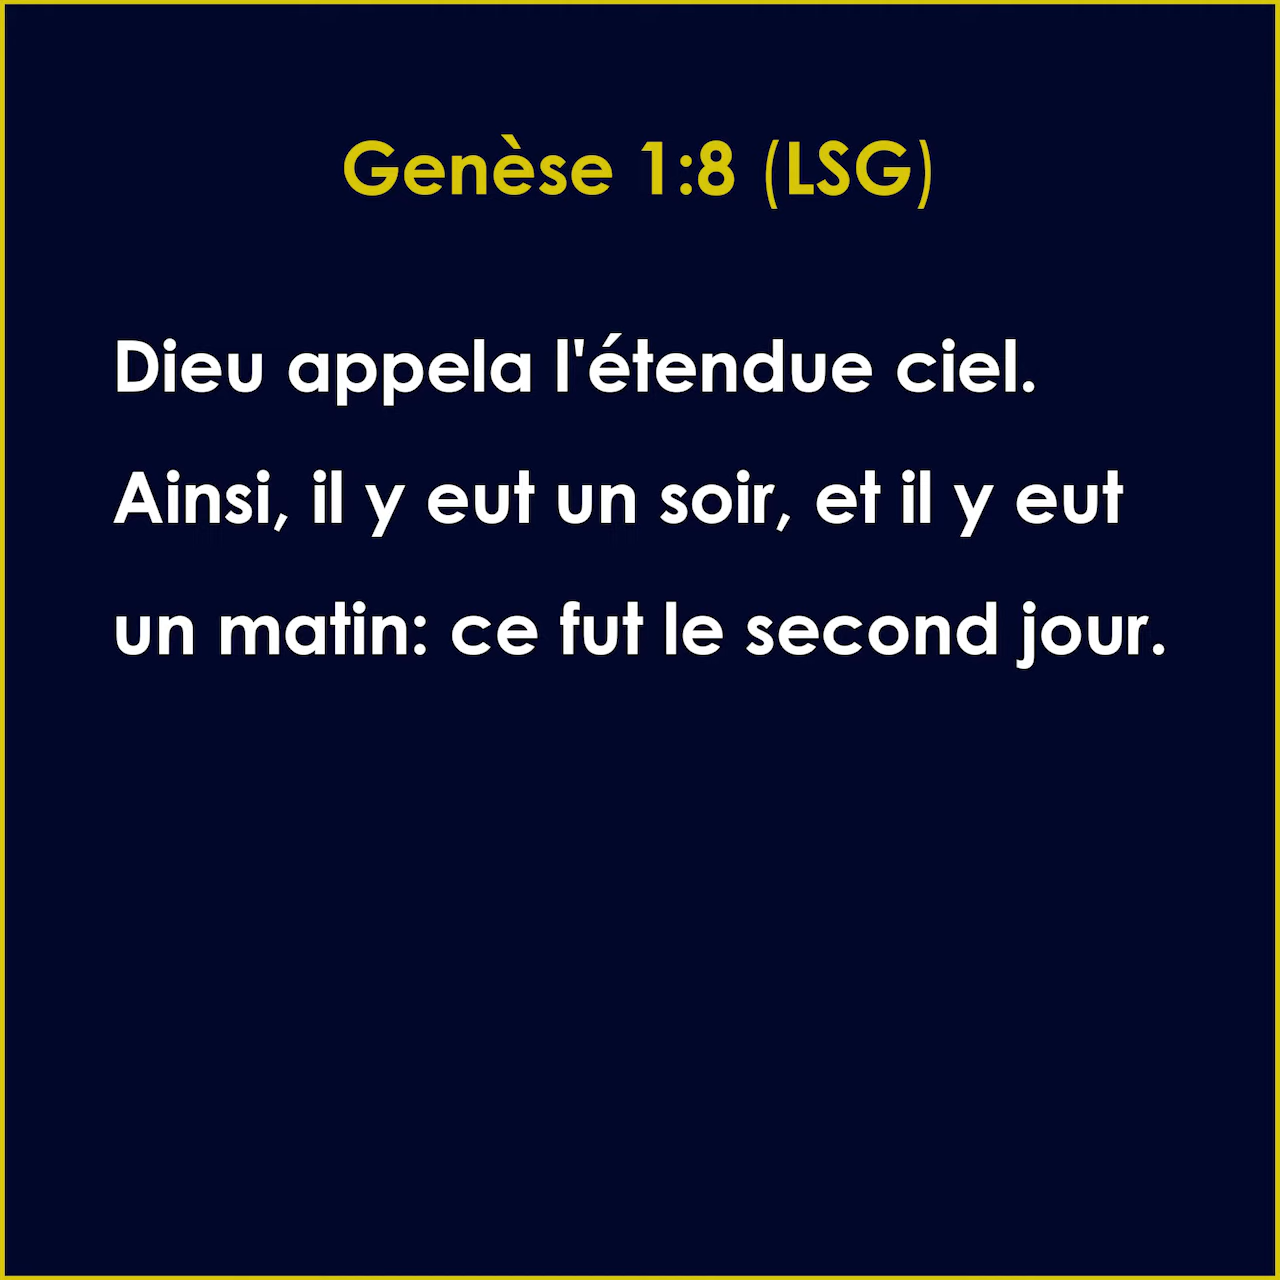 Genèse 1:8 (LSG)
Dieu appela l'étendue ciel.
Ainsi, il y eut un soir, et il y eut
un matin: ce fut le second jour.